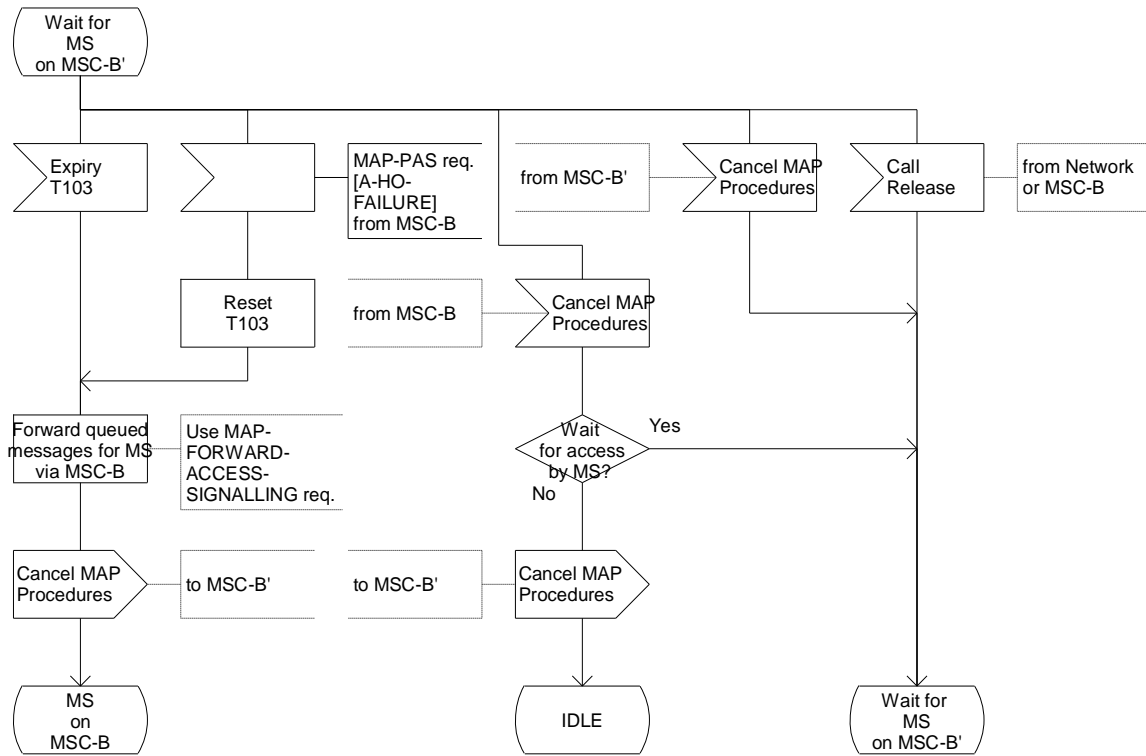 Wait for
MS
on MSC-B'
Expiry
T103
MAP-PAS req.
[A-HO-
FAILURE]
from MSC-B
from MSC-B'
Cancel MAP
Procedures
Call
Release
from Network
or MSC-B
Reset
T103
from MSC-B
Cancel MAP
Procedures
Forward queued
messages for MS
via MSC-B
Use MAP-
FORWARD-
ACCESS-
SIGNALLING req.
Wait
for access
by MS?
Yes
No
Cancel MAP
Procedures
to MSC-B'
to MSC-B'
Cancel MAP
Procedures
MS
on
MSC-B
IDLE
Wait for
MS
on MSC-B'